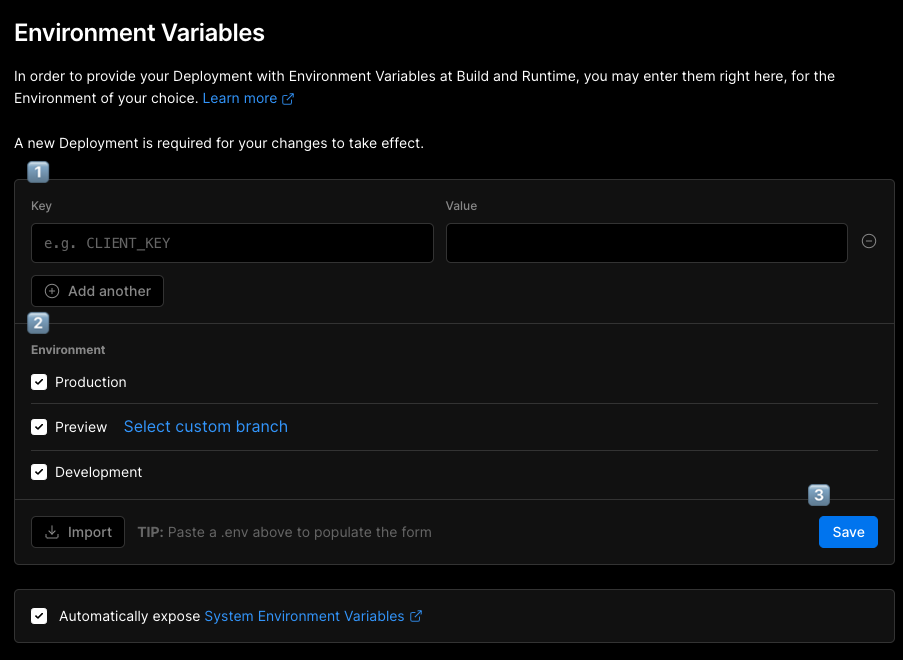 Environment Variables
In order to provide your Deployment with Environment Variables at Build and Runtime, you may enter them right here, for the
Environment of your choice. Learn more
A new Deployment is required for your changes to take effect.
1
Key
Value
e.g. CLIENT_KEY
Add another
2
Environment
Production
Preview Select custom branch
Development
3
Import TIP: Paste a .env above to populate the form
Save
Automatically expose System Environment Variables